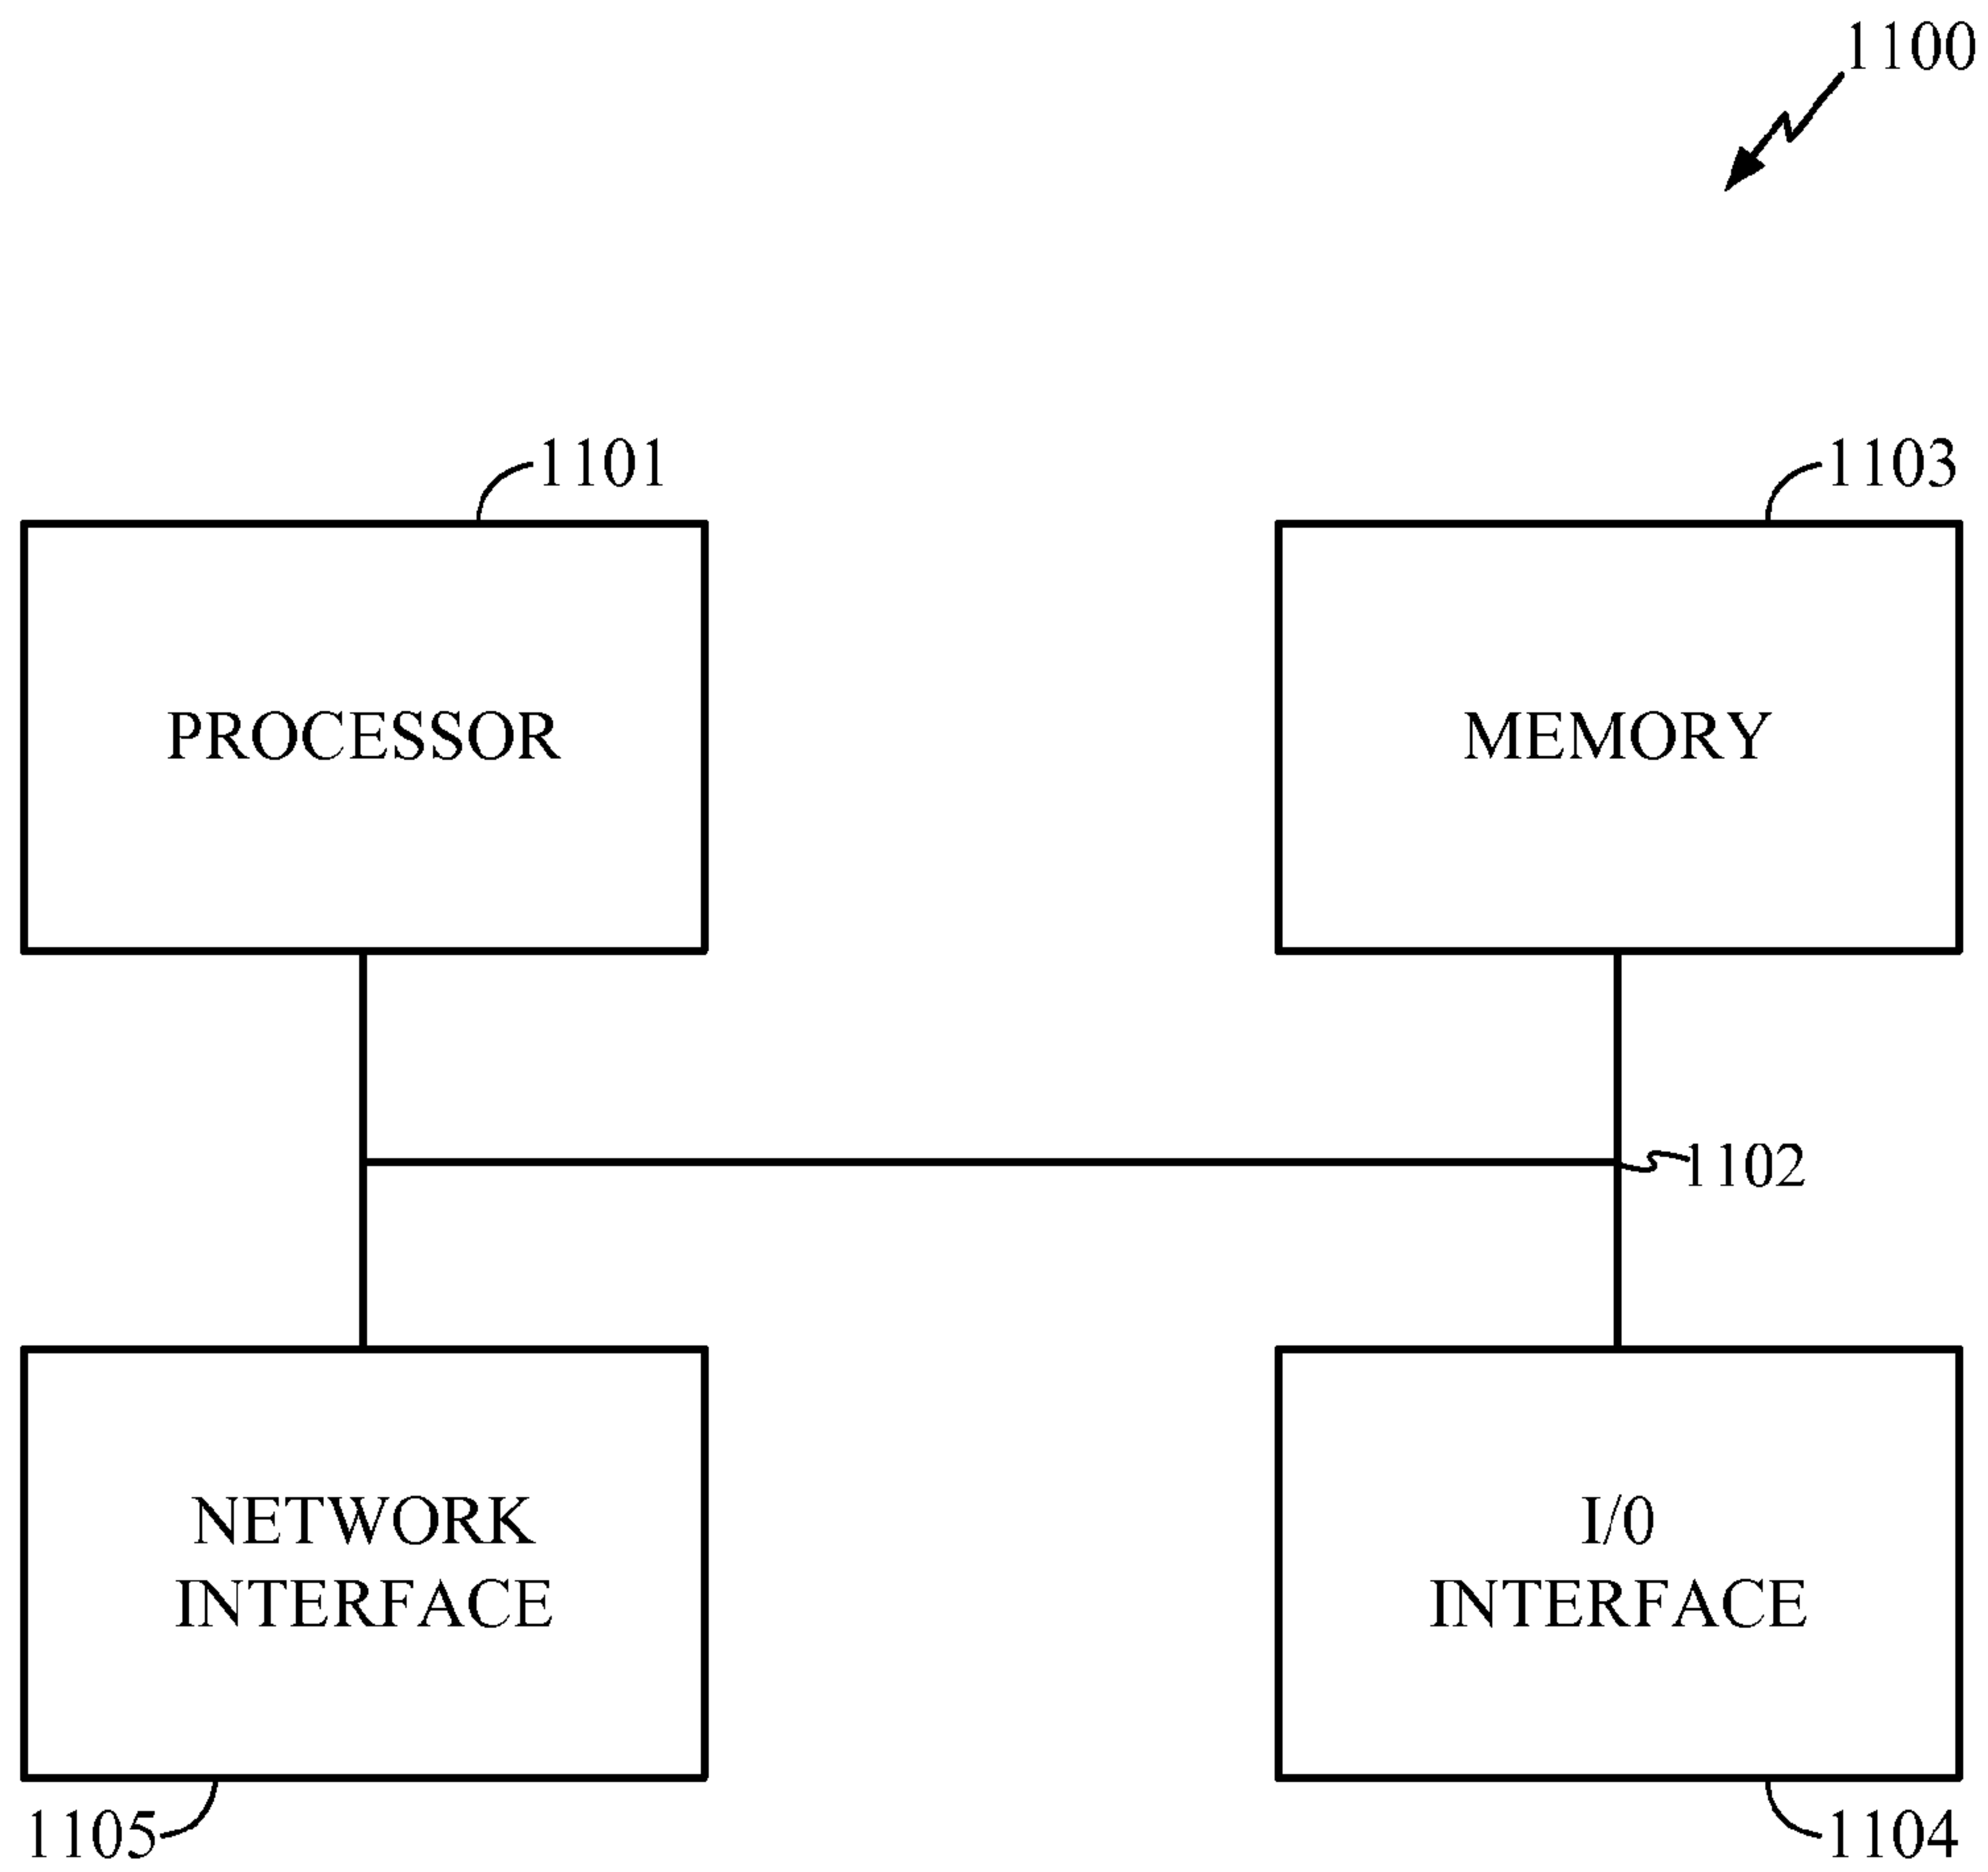 1100
1101
1103
PROCESSOR
MEMORY
1102
NETWORK
INTERFACE
I/0
INTERFACE
1105
1104